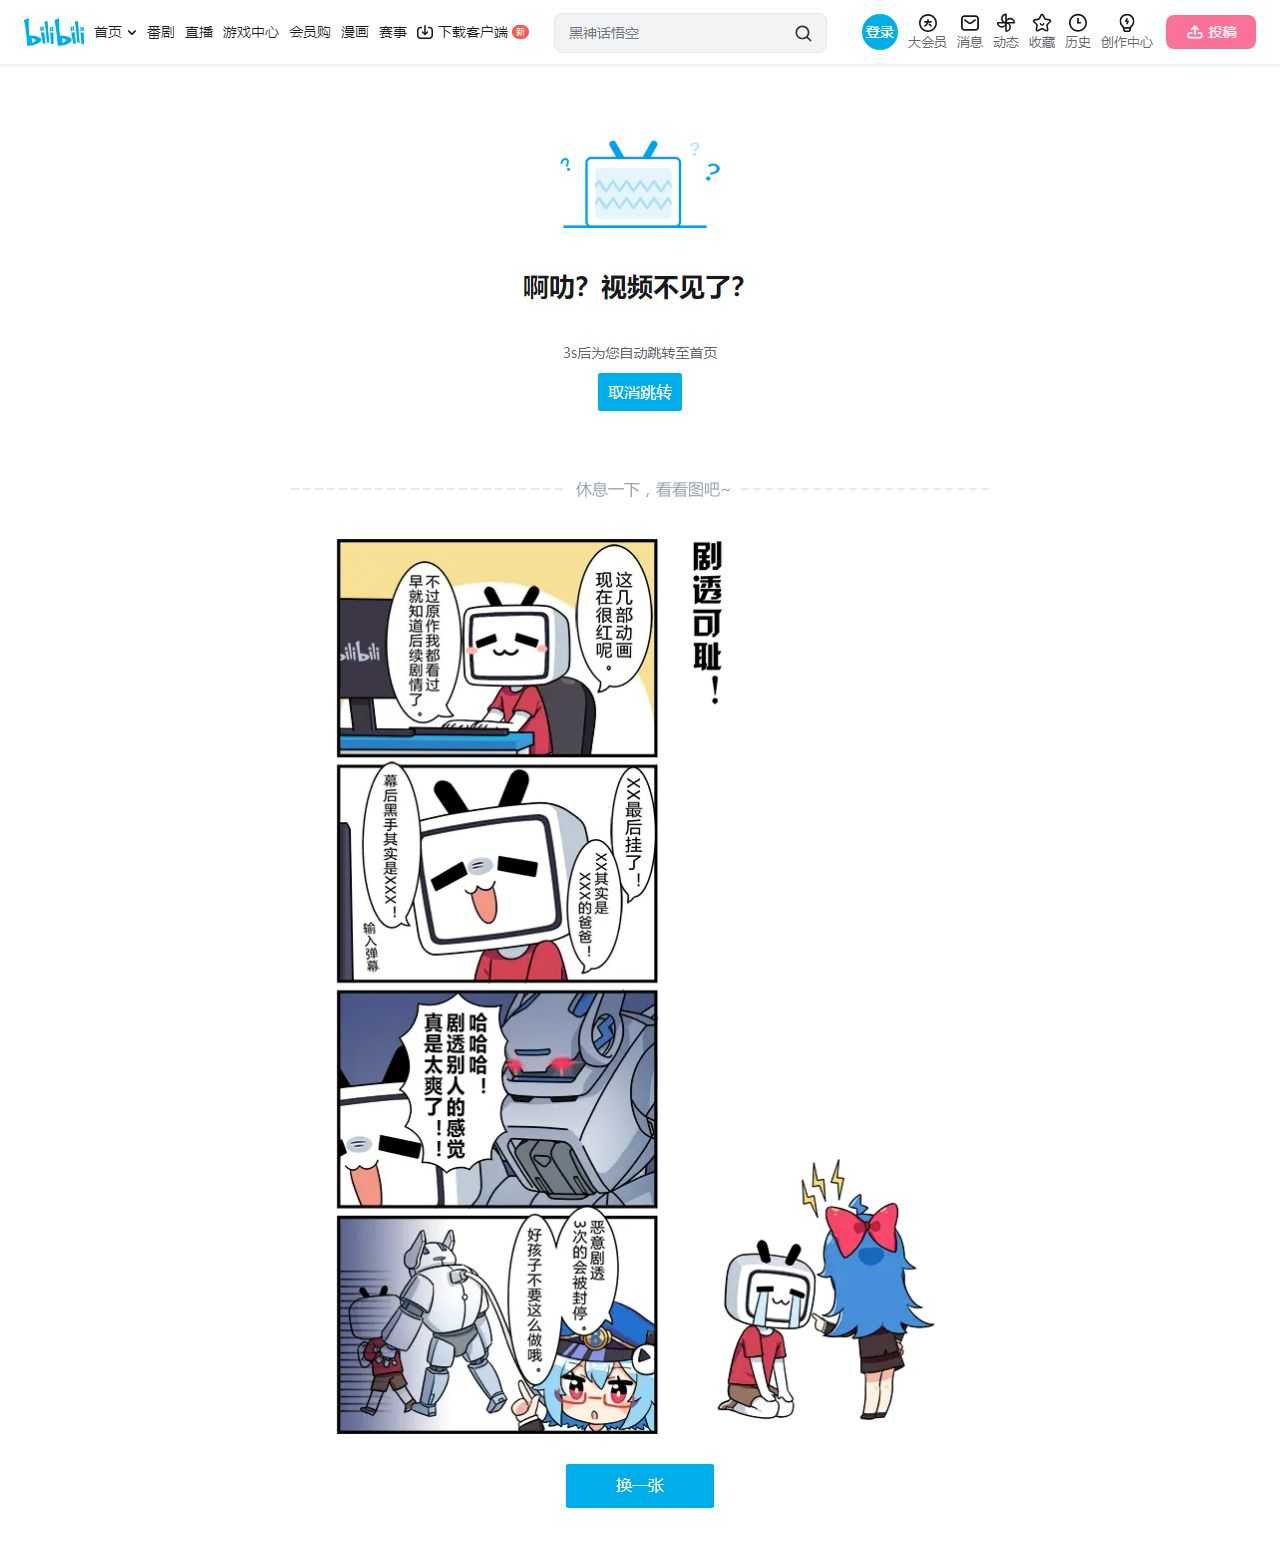 bilibili 首页 番剧 直播 游戏中心 会员购 漫画 赛事 下载客户端 新 黑神话悟空 登录 大会员 消息 动态 收藏 历史 创作中心 投稿
? ? ?
啊叻？视频不见了？
3s后为您自动跳转至首页
取消跳转
休息一下，看看图吧~
剧透可耻！
这几部动画
现在很红呢。
不过原作我都看过
早就知道后续剧情了。
bilibili
XX最后挂了！
XX其实是
XXX的爸爸！
幕后黑手其实是XXX！
输入弹幕
哈哈哈！
剧透别人的感觉
真是太爽了！！
恶意剧透
3次的会被封停。
好孩子不要这么做哦。
换一张